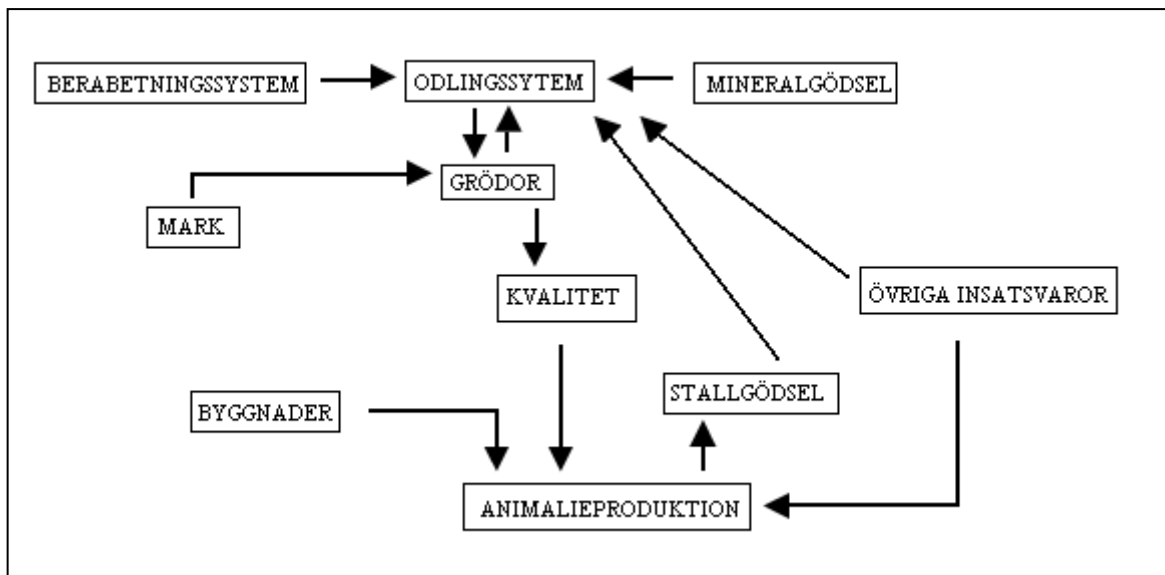 BERABETNINGSSYSTEM
ODLINGSSYTEM
MINERALGÖDSEL
GRÖDOR
MARK
KVALITET
ÖVRIGA INSATSVAROR
STALLGÖDSEL
BYGGNADER
ANIMALIEPRODUKTION